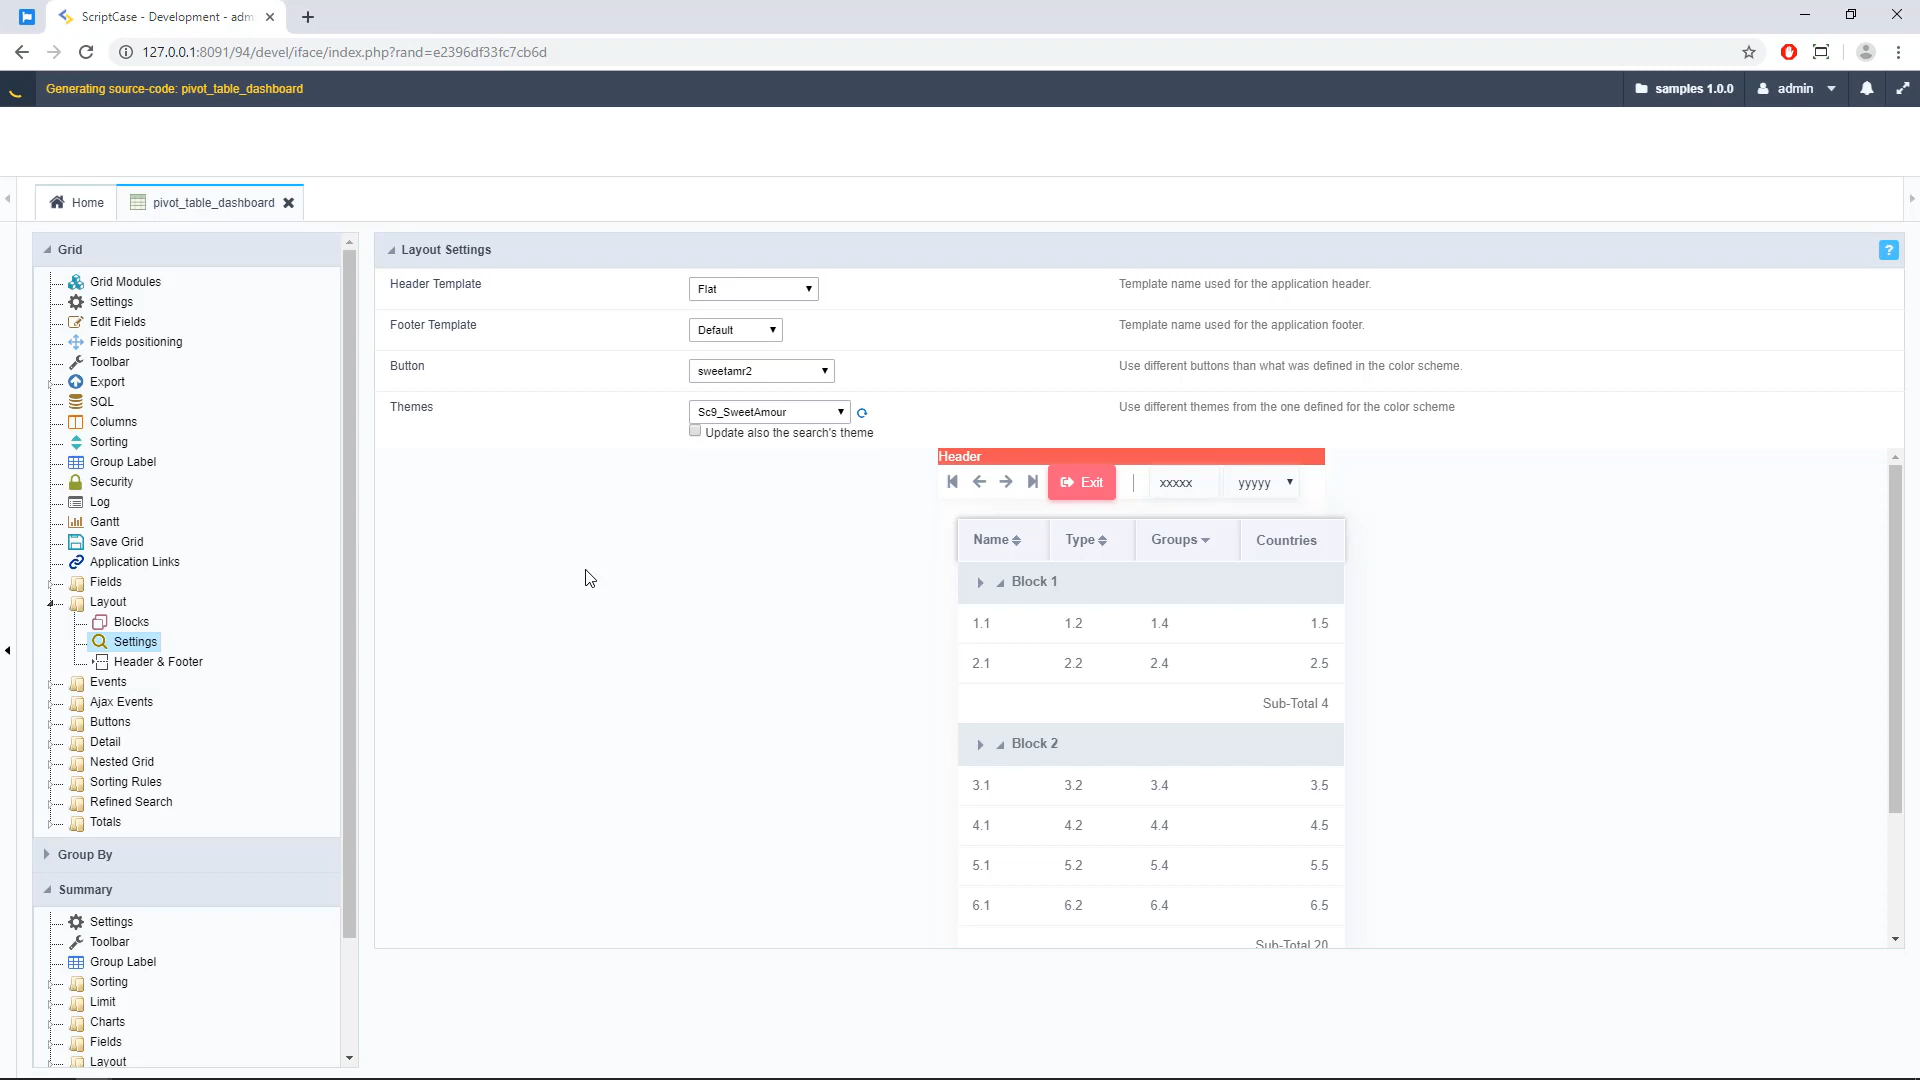 ScriptCase - Development - adm
127.0.0.1:8091/94/devel/iface/index.php?rand=e2396df33fc7cb6d
Generating source-code: pivot_table_dashboard
samples 1.0.0
admin
Home
pivot_table_dashboard
Grid
Grid Modules
Settings
Edit Fields
Fields positioning
Toolbar
Export
SQL
Columns
Sorting
Group Label
Security
Log
Gantt
Save Grid
Application Links
Fields
Layout
Blocks
Settings
Header & Footer
Events
Ajax Events
Buttons
Detail
Nested Grid
Sorting Rules
Refined Search
Totals
Group By
Summary
Settings
Toolbar
Group Label
Sorting
Limit
Charts
Fields
Layout
Layout Settings
?
Header Template Flat Template name used for the application header.
Footer Template Default Template name used for the application footer.
Button sweetamr2 Use different buttons than what was defined in the color scheme.
Themes Sc9_SweetAmour Use different themes from the one defined for the color scheme
Update also the search's theme
Header
Exit xxxxx yyyyy
Name Type Groups Countries
Block 1
1.1 1.2 1.4 1.5
2.1 2.2 2.4 2.5
Sub-Total 4
Block 2
3.1 3.2 3.4 3.5
4.1 4.2 4.4 4.5
5.1 5.2 5.4 5.5
6.1 6.2 6.4 6.5
Sub-Total 20